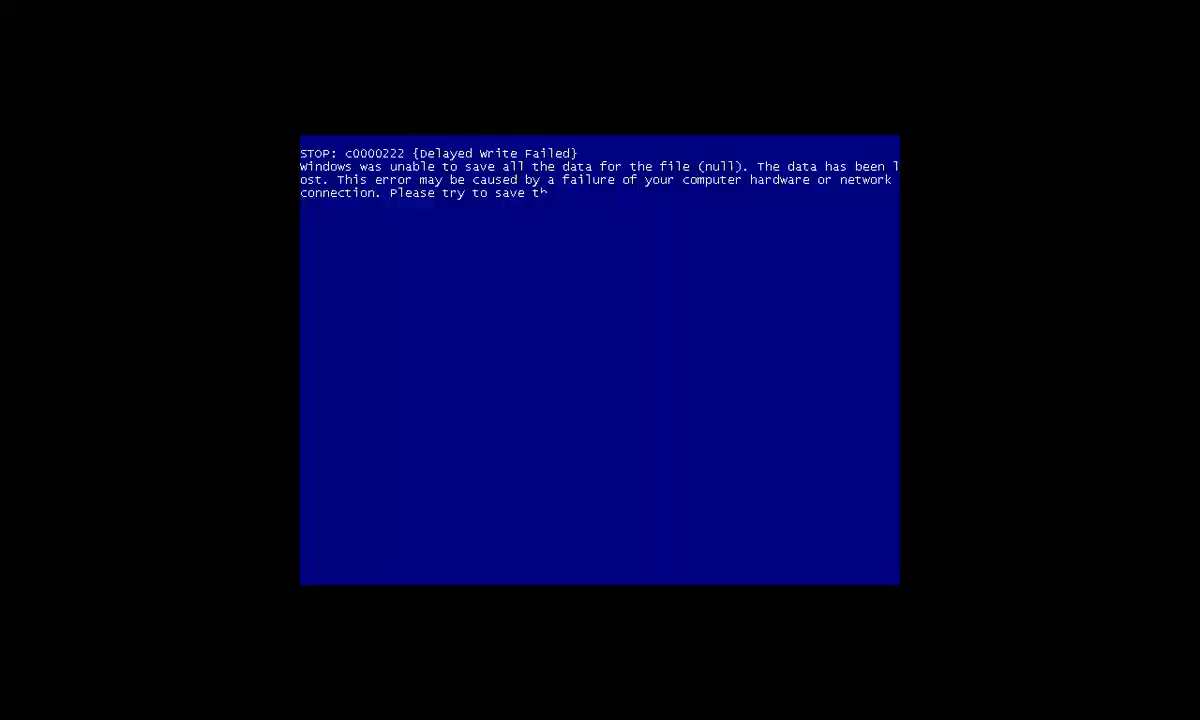 STOP: c0000222 {Delayed Write Failed}
Windows was unable to save all the data for the file (null). The data has been l
ost. This error may be caused by a failure of your computer hardware or network
connection. Please try to save th